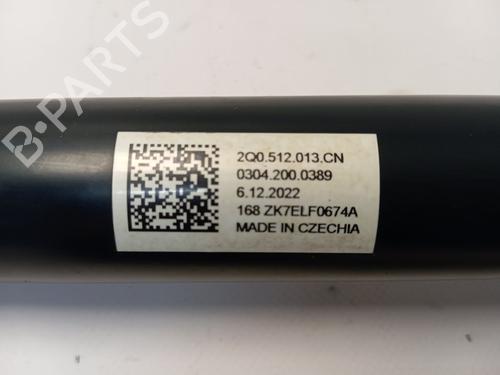 B-PARTS
2Q0.512.013.CN
0304.200.0389
6.12.2022
168 ZK7ELF0674A
MADE IN CZECHIA